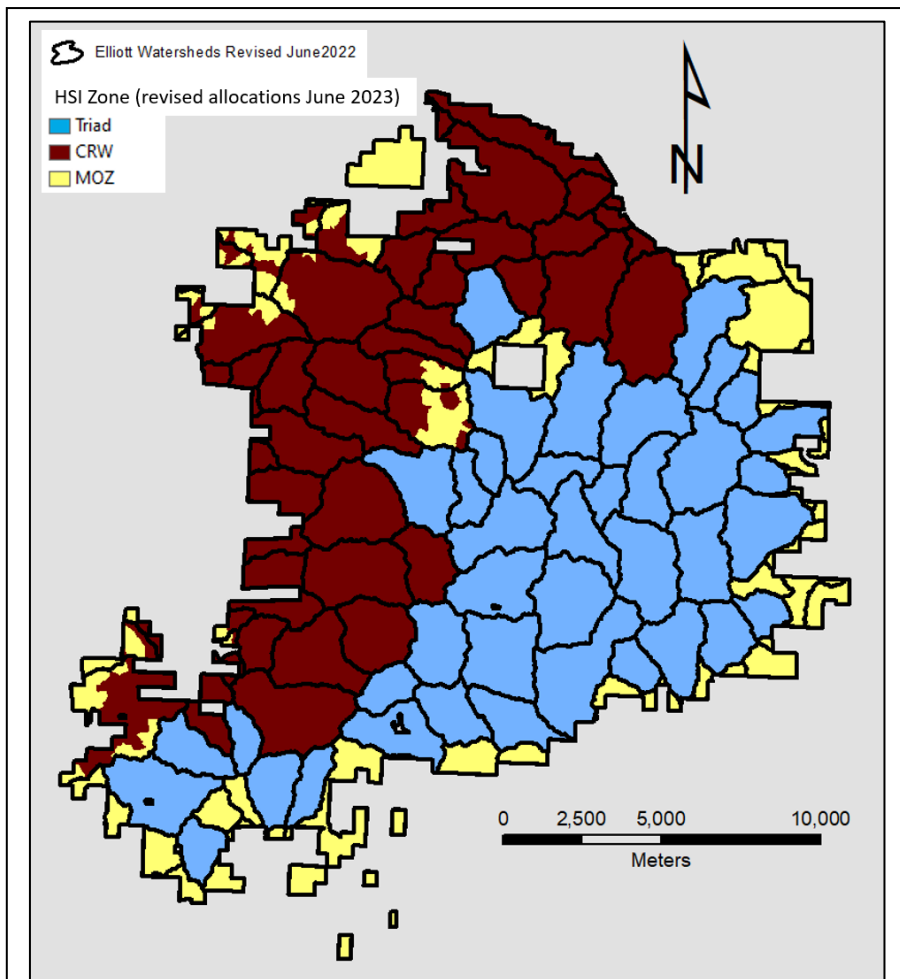 Elliott Watersheds Revised June2022
HSI Zone (revised allocations June 2023)
Triad
CRW
MOZ
N
0 2,500 5,000 10,000
Meters